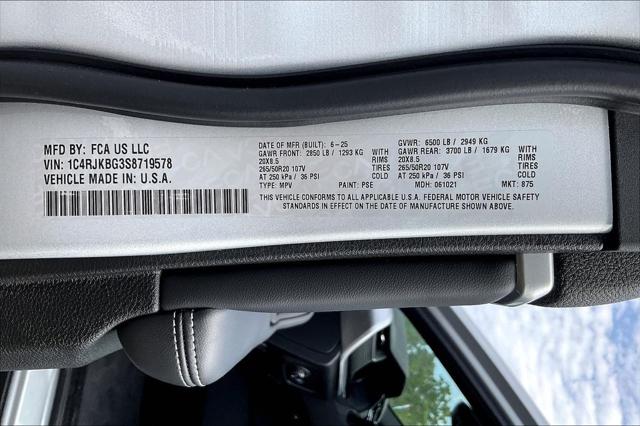 MFD BY: FCA US LLC
VIN: 1C4RJKBG3S8719578
VEHICLE MADE IN: U.S.A.
DATE OF MFR (BUILT): 6-25
GAWR FRONT: 2850 LB / 1293 KG WITH
20X8.5 RIMS
265/50R20 107V TIRES
AT 250 kPa / 36 PSI COLD
TYPE: MPV PAINT: PSE
GVWR: 6500 LB / 2949 KG
GAWR REAR: 3700 LB / 1679 KG WITH
20X8.5 RIMS
265/50R20 107V TIRES
AT 250 kPa / 36 PSI COLD
MDH: 061021 MKT: 875
THIS VEHICLE CONFORMS TO ALL APPLICABLE U.S.A. FEDERAL MOTOR VEHICLE SAFETY
STANDARDS IN EFFECT ON THE DATE OF MANUFACTURE SHOWN ABOVE.